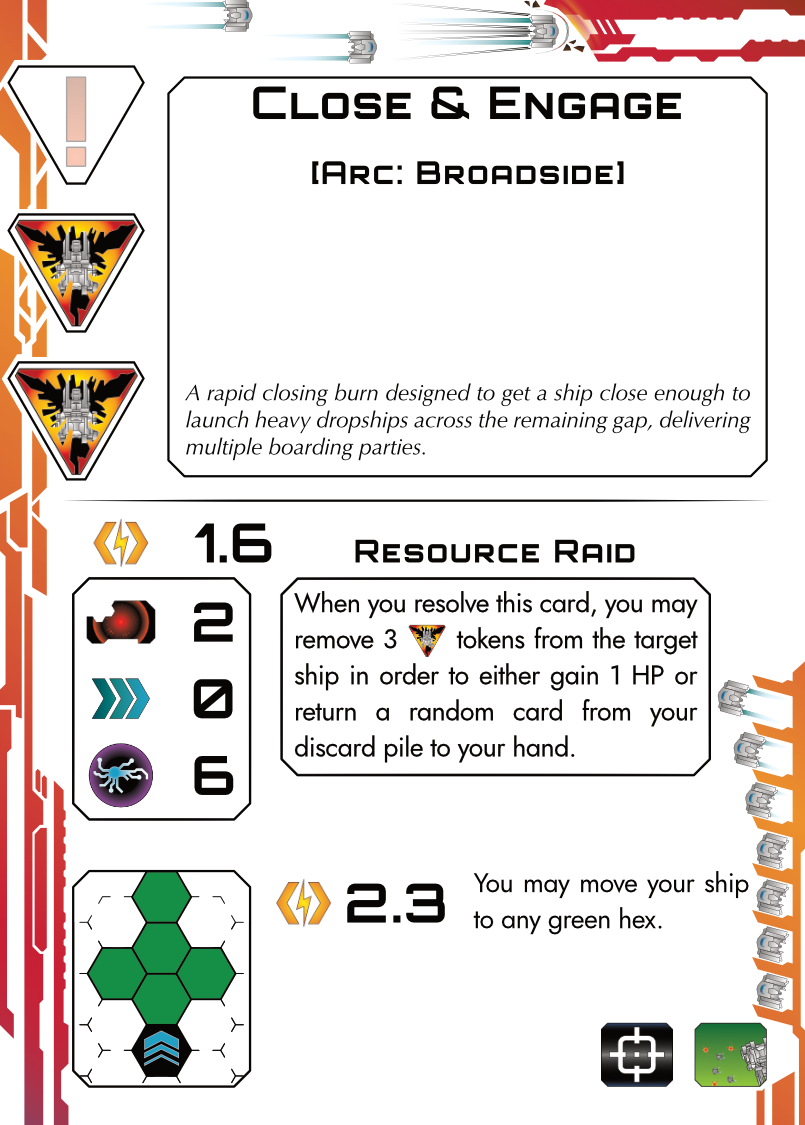 Close & Engage
[Arc: Broadside]
A rapid closing burn designed to get a ship close enough to
launch heavy dropships across the remaining gap, delivering
multiple boarding parties.
1.6
Resource Raid
2
0
6
When you resolve this card, you may
remove 3 tokens from the target
ship in order to either gain 1 HP or
return a random card from your
discard pile to your hand.
2.3
You may move your ship
to any green hex.